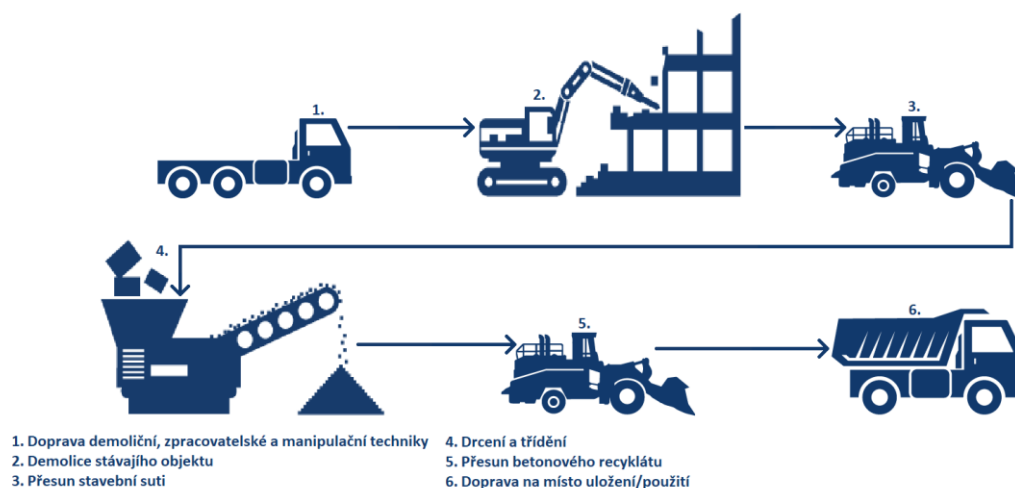 1.
2.
3.
4.
5.
6.
1. Doprava demoliční, zpracovatelské a manipulační techniky
2. Demolice stávajího objektu
3. Přesun stavební suti
4. Drcení a třídění
5. Přesun betonového recyklátu
6. Doprava na místo uložení/použití